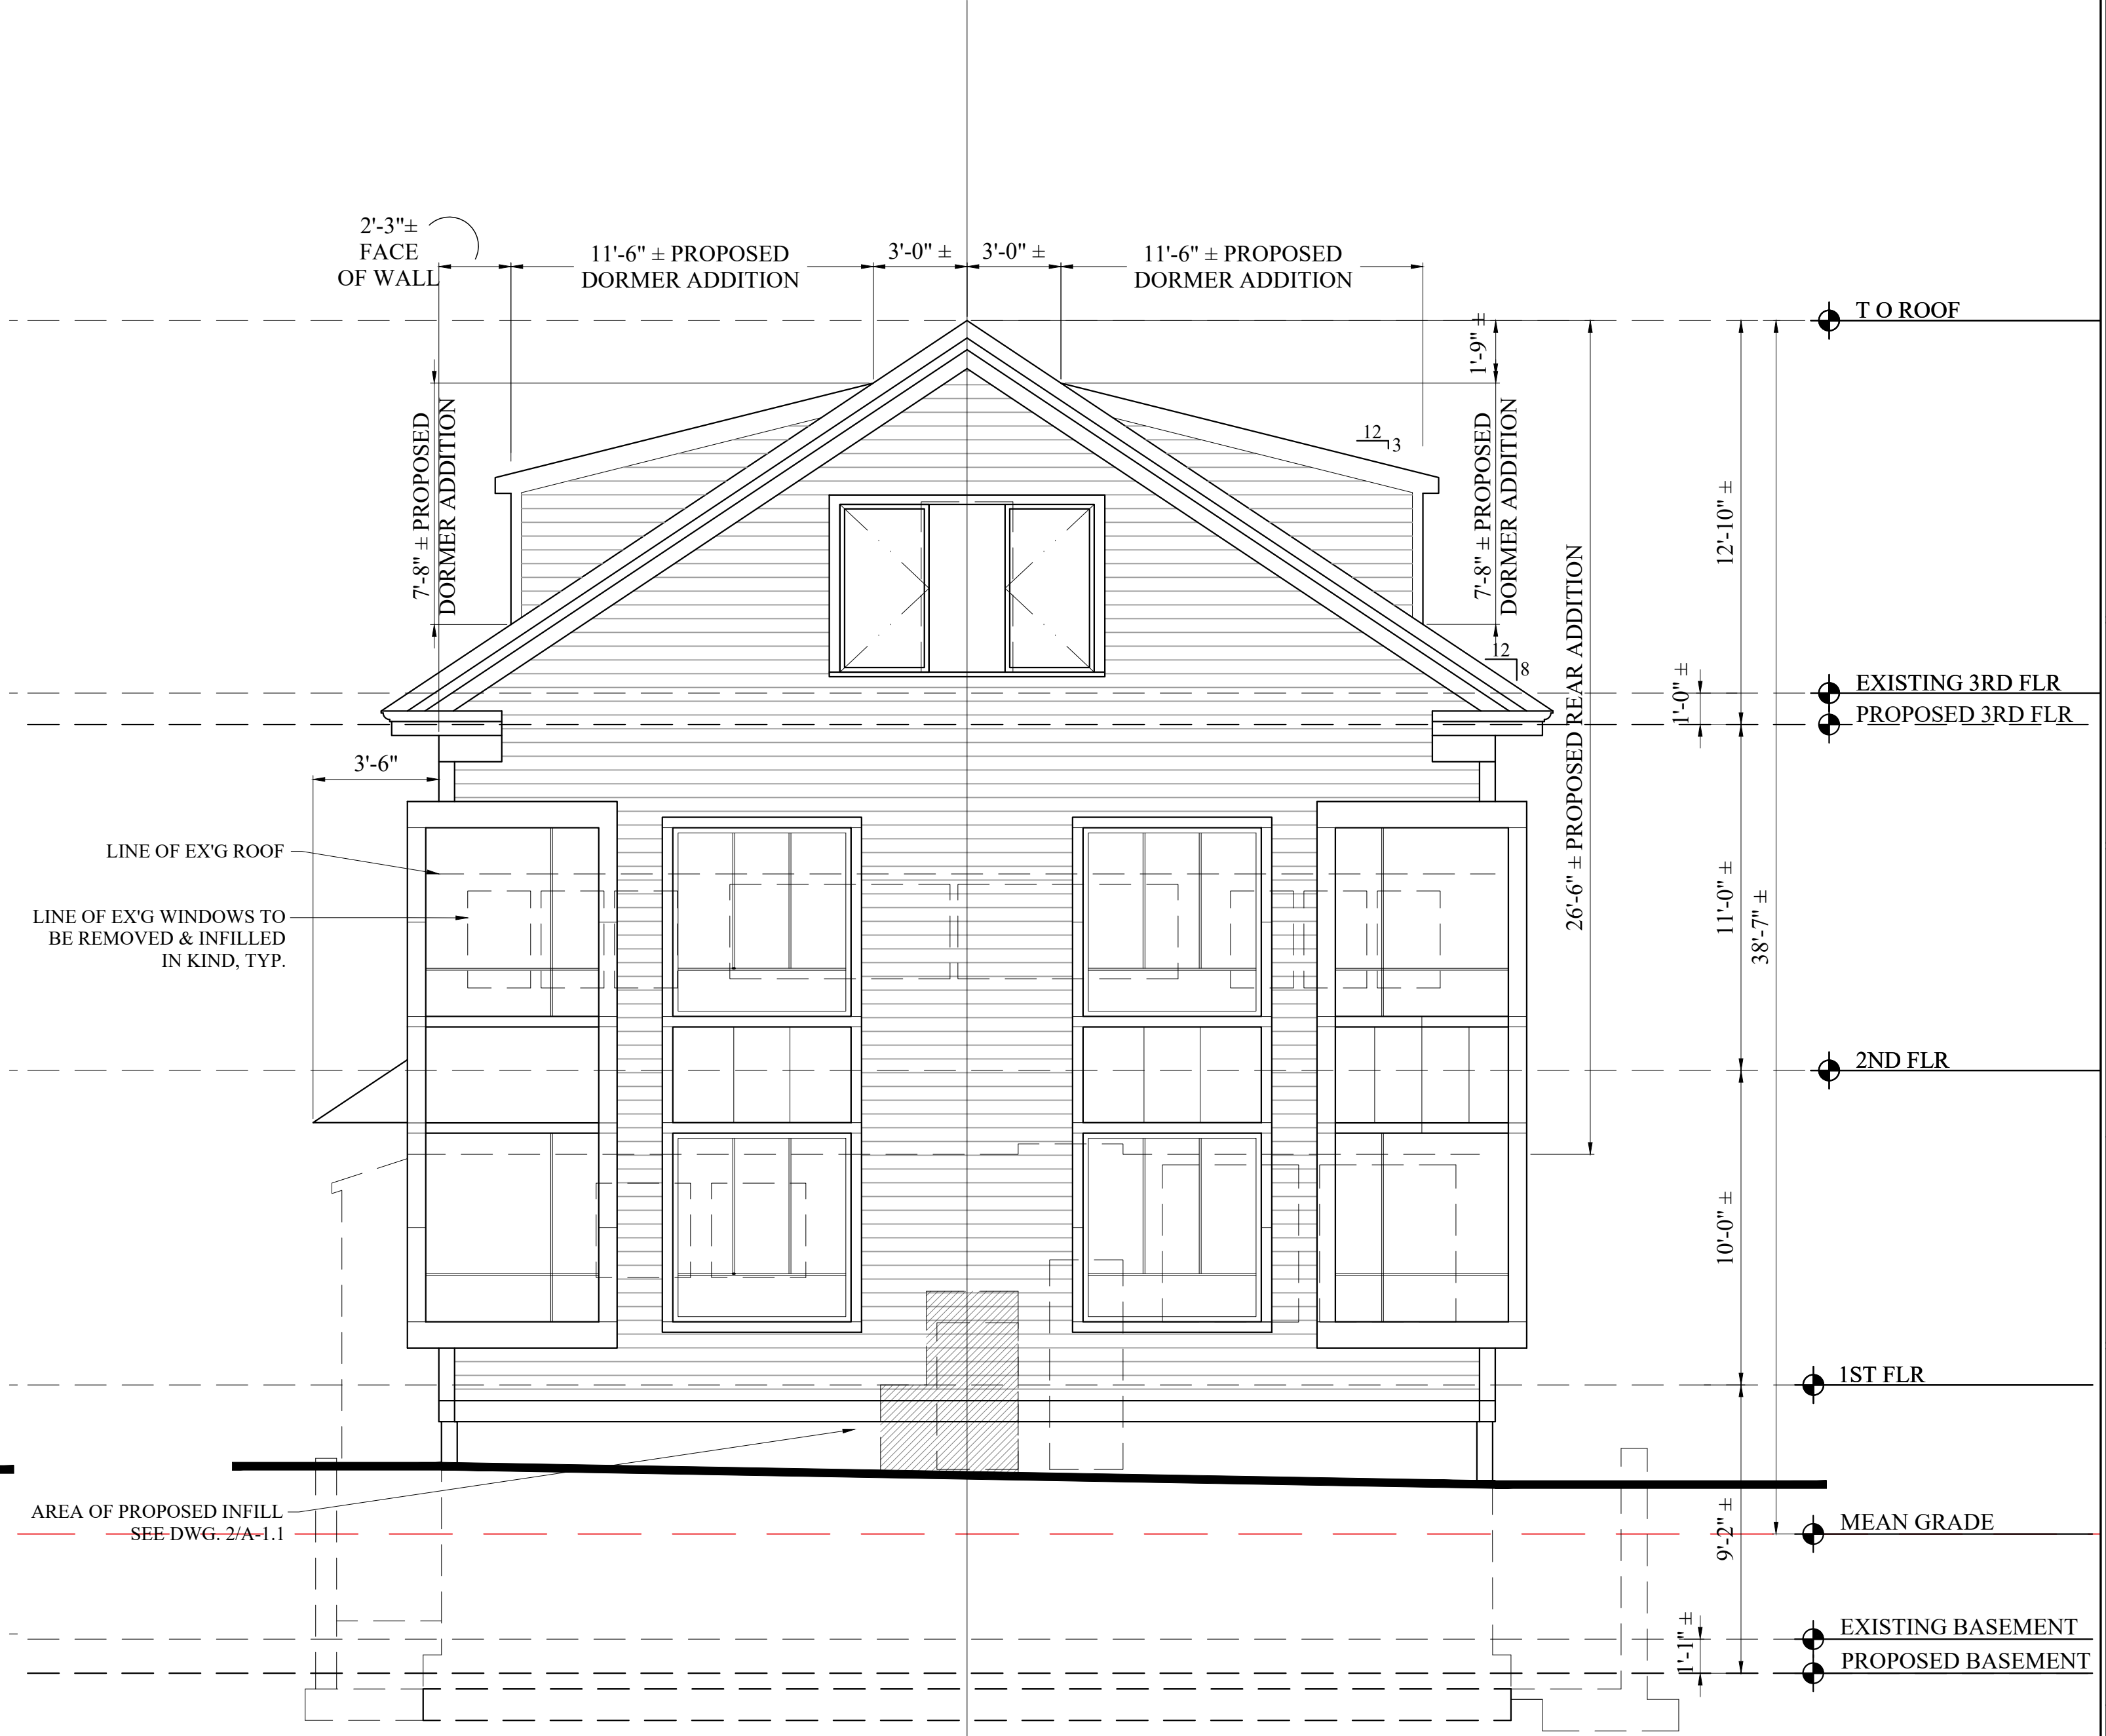 2'-3"±
FACE
OF WALL
11'-6" ± PROPOSED
DORMER ADDITION
3'-0" ±
3'-0" ±
11'-6" ± PROPOSED
DORMER ADDITION
T O ROOF
1'-9" ±
7'-8" ± PROPOSED
DORMER ADDITION
12
3
7'-8" ± PROPOSED
DORMER ADDITION
12'-10" ±
26'-6" ± PROPOSED REAR ADDITION
12
8
1'-0" ±
EXISTING 3RD FLR
PROPOSED 3RD FLR
3'-6"
LINE OF EX'G ROOF
LINE OF EX'G WINDOWS TO
BE REMOVED & INFILLED
IN KIND, TYP.
11'-0" ±
38'-7" ±
2ND FLR
10'-0" ±
1ST FLR
AREA OF PROPOSED INFILL
SEE DWG. 2/A-1.1
9'-2" ±
MEAN GRADE
1'-1" ±
EXISTING BASEMENT
PROPOSED BASEMENT